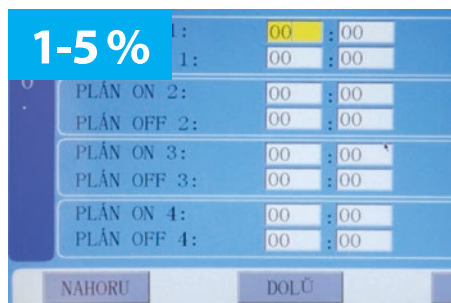 1-5 %
1: 00 : 00
1: 00 : 00
PLÁN ON 2: 00 : 00
PLÁN OFF 2: 00 : 00
PLÁN ON 3: 00 : 00
PLÁN OFF 3: 00 : 00
PLÁN ON 4: 00 : 00
PLÁN OFF 4: 00 : 00
NAHORU DOLŮ